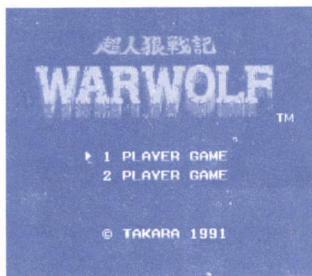 超人狼戦記
WARWOLF
TM
1 PLAYER GAME
2 PLAYER GAME
© TAKARA 1991